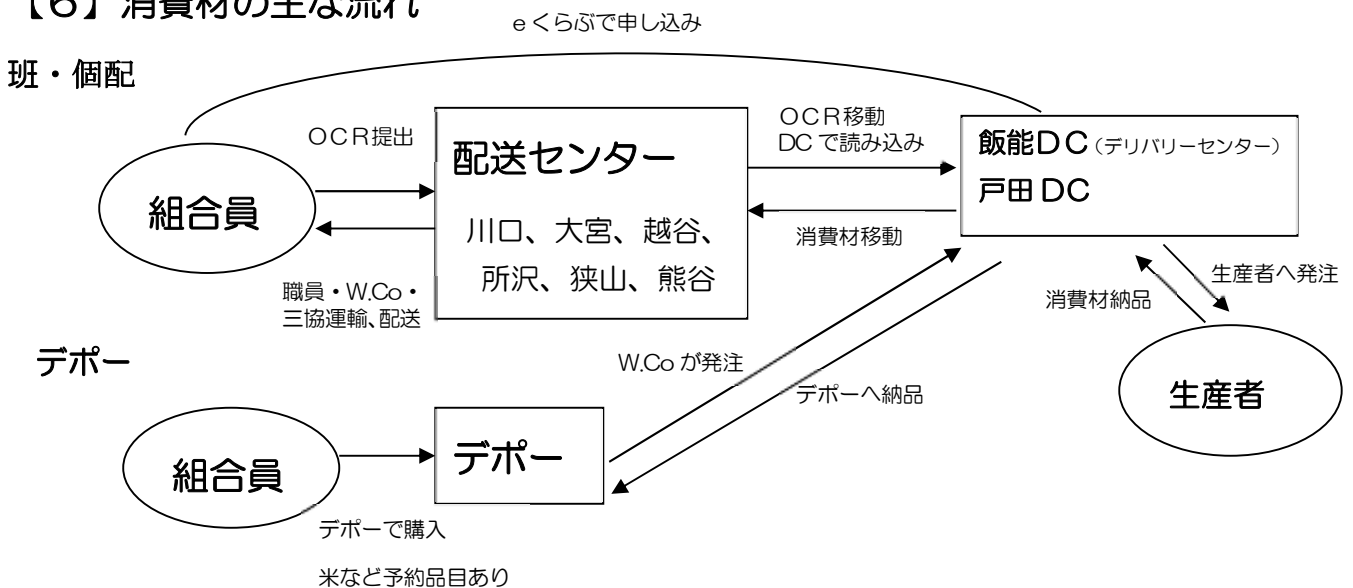 【6】消費材の主な流れ
eくらぶで申し込み
班・個配
OCR提出
組合員
職員・W.Co・
三協運輸、配送
配送センター
川口、大宮、越谷、
所沢、狭山、熊谷
OCR移動
DCで読み込み
消費材移動
飯能DC(デリバリーセンター)
戸田DC
生産者へ発注
消費材納品
生産者
デポー
W.Coが発注
デポーへ納品
組合員
デポー
デポーで購入
米など予約品目あり